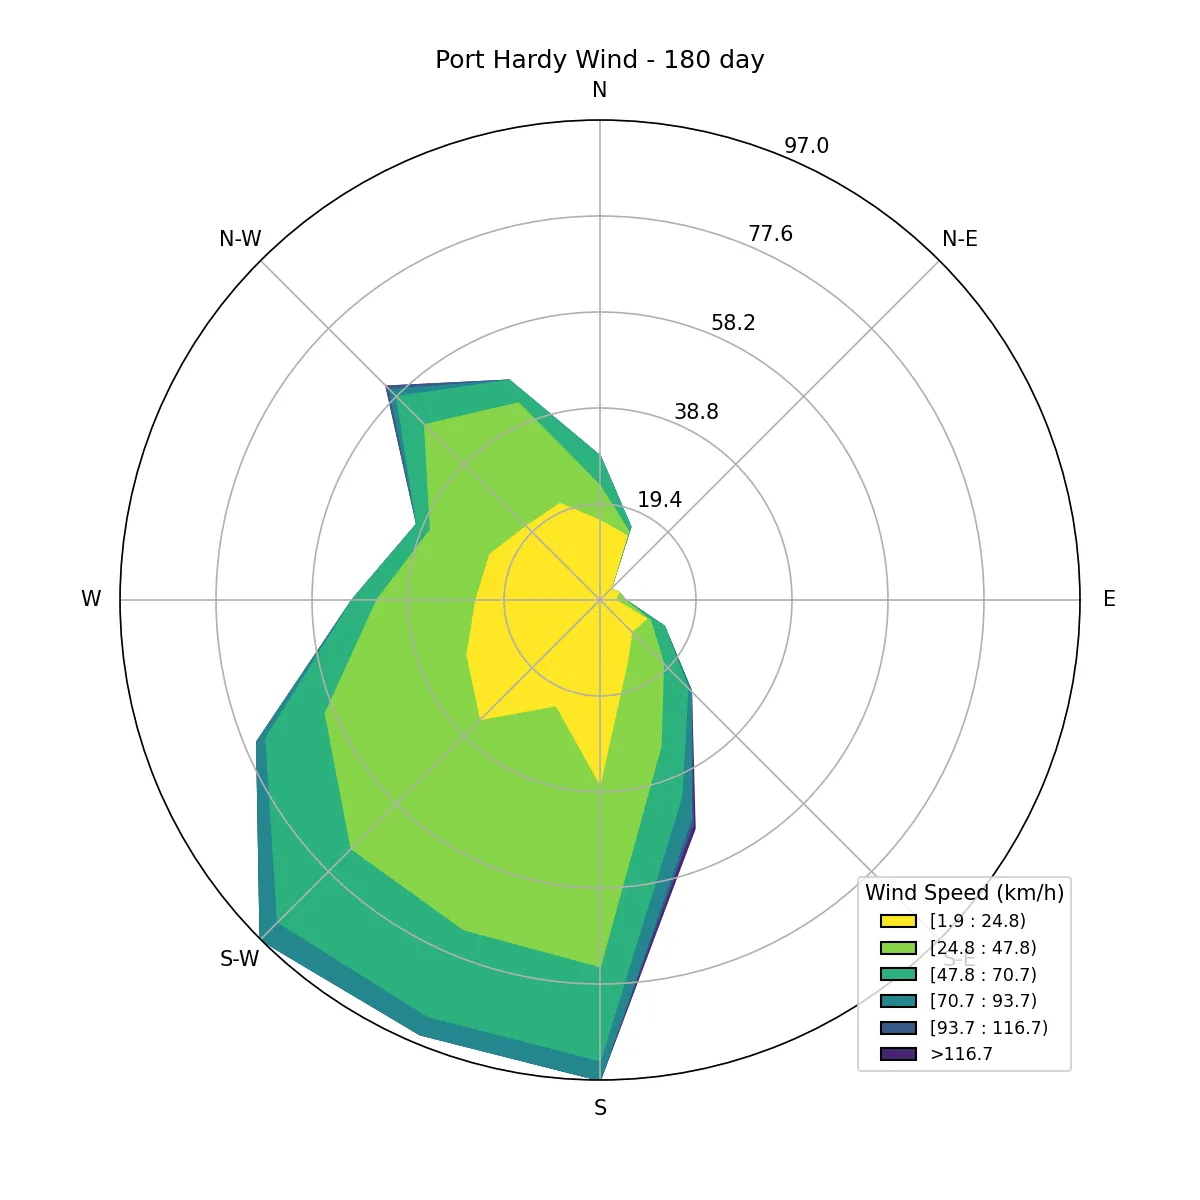 Port Hardy Wind - 180 day
N
97.0
N-W
N-E
77.6
58.2
38.8
19.4
W
E
S-W
S-E
S
Wind Speed (km/h)
[1.9 : 24.8)
[24.8 : 47.8)
[47.8 : 70.7)
[70.7 : 93.7)
[93.7 : 116.7)
>116.7